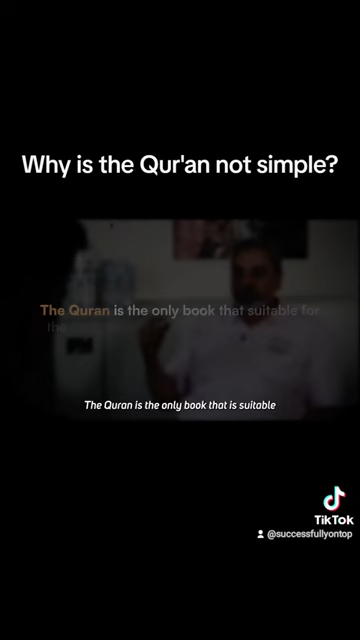 Why is the Qur'an not simple?
The Quran is the only book that suitable for
the
The Quran is the only book that is suitable
TikTok
@successfullyontop